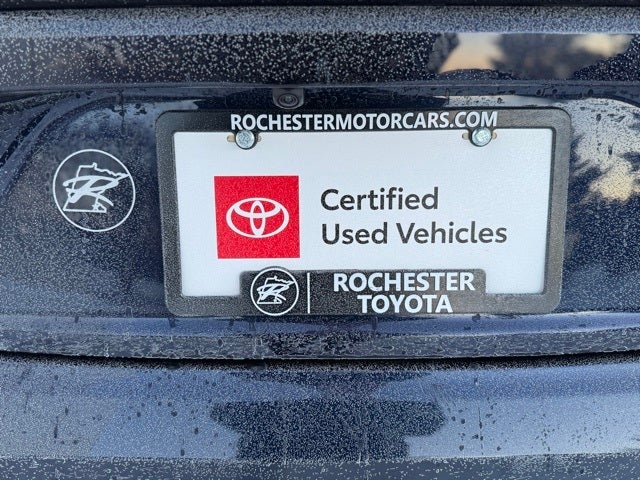 ROCHESTERMOTORCARS.COM
Certified
Used Vehicles
ROCHESTER
TOYOTA